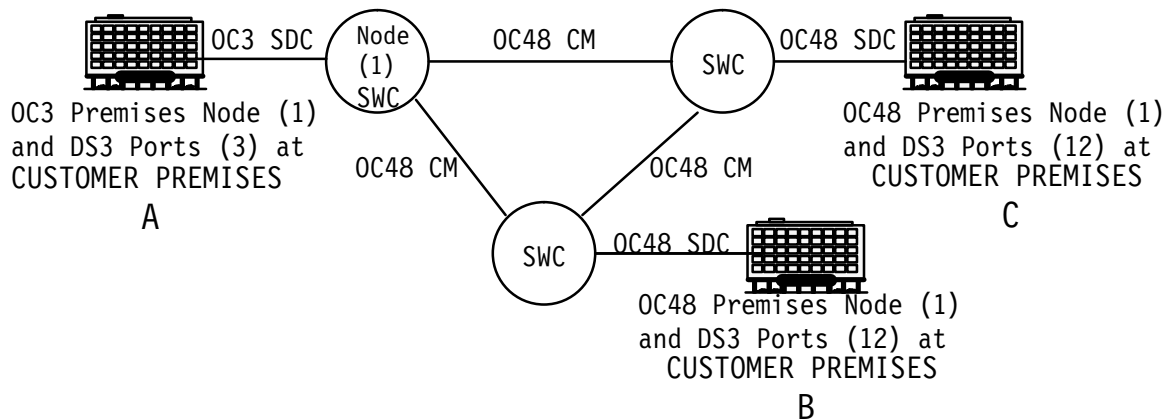 OC3 SDC
Node
(1)
SWC
OC48 CM
SWC
OC48 SDC
OC3 Premises Node (1)
and DS3 Ports (3) at
CUSTOMER PREMISES
A
OC48 Premises Node (1)
and DS3 Ports (12) at
CUSTOMER PREMISES
C
OC48 CM
OC48 CM
SWC
OC48 SDC
OC48 Premises Node (1)
and DS3 Ports (12) at
CUSTOMER PREMISES
B